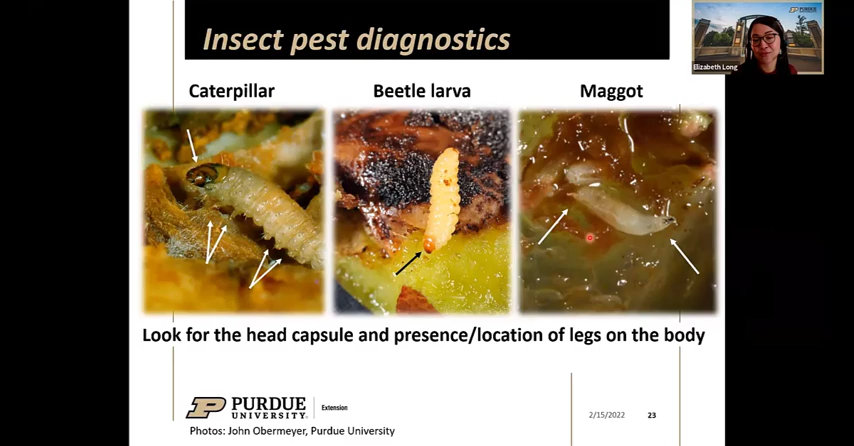 Insect pest diagnostics
PURDUE
Elizabeth Long
Caterpillar
Beetle larva
Maggot
Look for the head capsule and presence/location of legs on the body
PURDUE
UNIVERSITY
Extension
2/15/2022
23
Photos: John Obermeyer, Purdue University